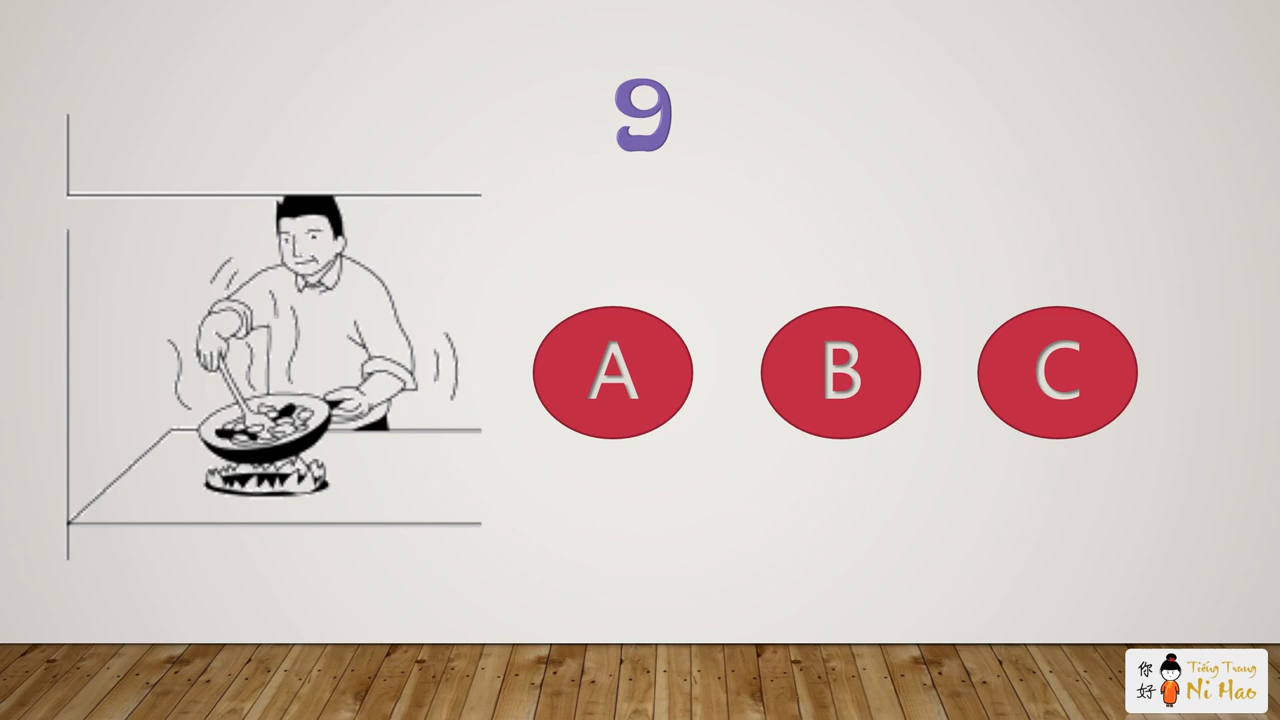 9
A B C
你好
Tiếng Trung
Ni Hao